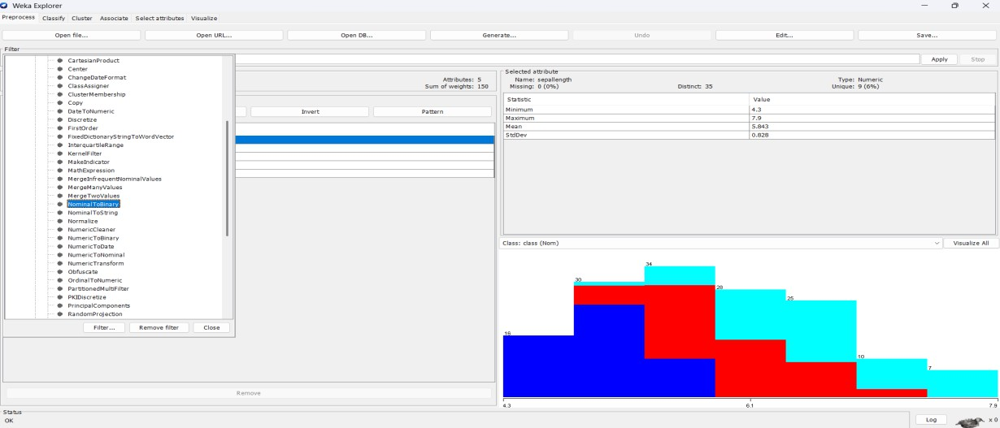 Weka Explorer
Preprocess Classify Cluster Associate Select attributes Visualize
Open file... Open URL... Open DB... Generate... Undo Edit... Save...
Filter
Apply Stop
CartesianProduct
Center
ChangeDateFormat
ClassAssigner
ClusterMembership
Copy
DateToNumeric
Discretize
FirstOrder
FixedDictionaryStringToWordVector
InterquartileRange
KernelFilter
MakeIndicator
MathExpression
MergeInfrequentNominalValues
MergeManyValues
MergeTwoValues
NominalToBinary
NominalToString
Normalize
NumericCleaner
NumericToBinary
NumericToDate
NumericToNominal
NumericTransform
Obfuscate
OrdinalToNumeric
PartitionedMultiFilter
PKIDiscretize
PrincipalComponents
RandomProjection
Filter... Remove filter Close
Attributes: 5
Sum of weights: 150
Invert Pattern
Remove
Selected attribute
Name: sepallength Type: Numeric
Missing: 0 (0%) Distinct: 35 Unique: 9 (6%)
Statistic Value
Minimum 4.3
Maximum 7.9
Mean 5.843
StdDev 0.828
Class: class (Nom) Visualize All
16
30
34
28
25
10
7
4.3 6.1 7.9
Status
OK
Log x 0